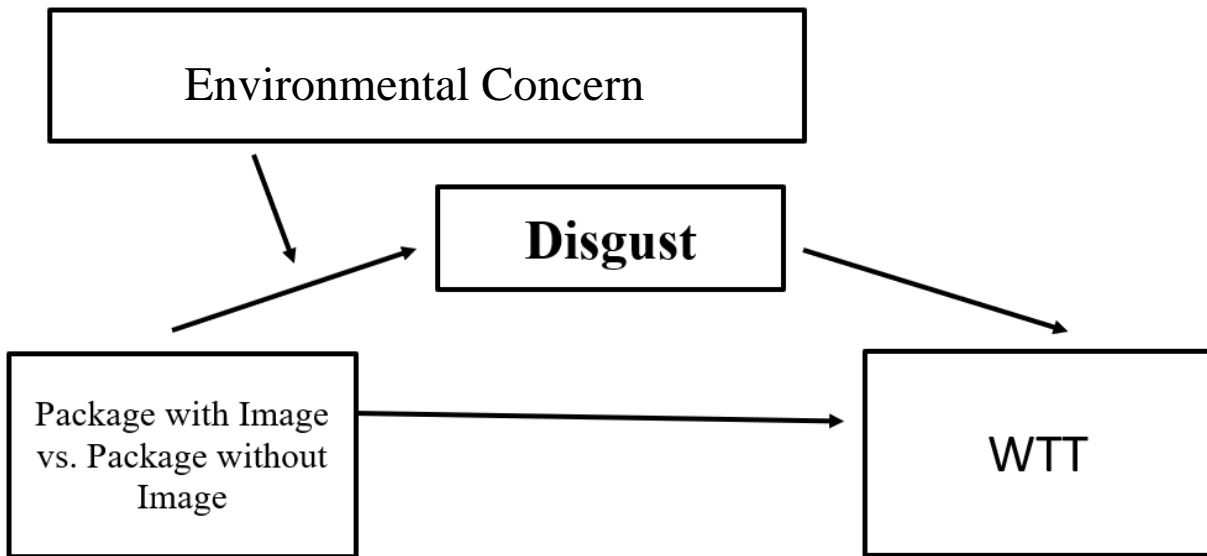 Environmental Concern
Disgust
Package with Image
vs. Package without
Image
WTT